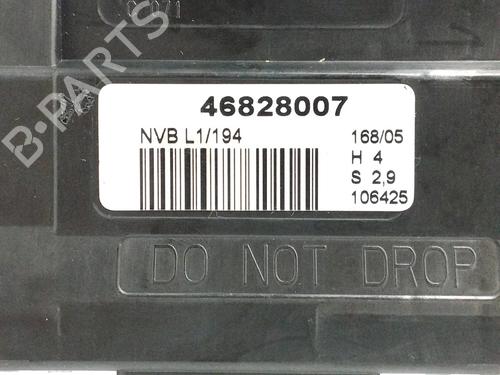 46828007
NVB L1/194
168/05
H 4
S 2,9
106425
DO NOT DROP
B-PARTS